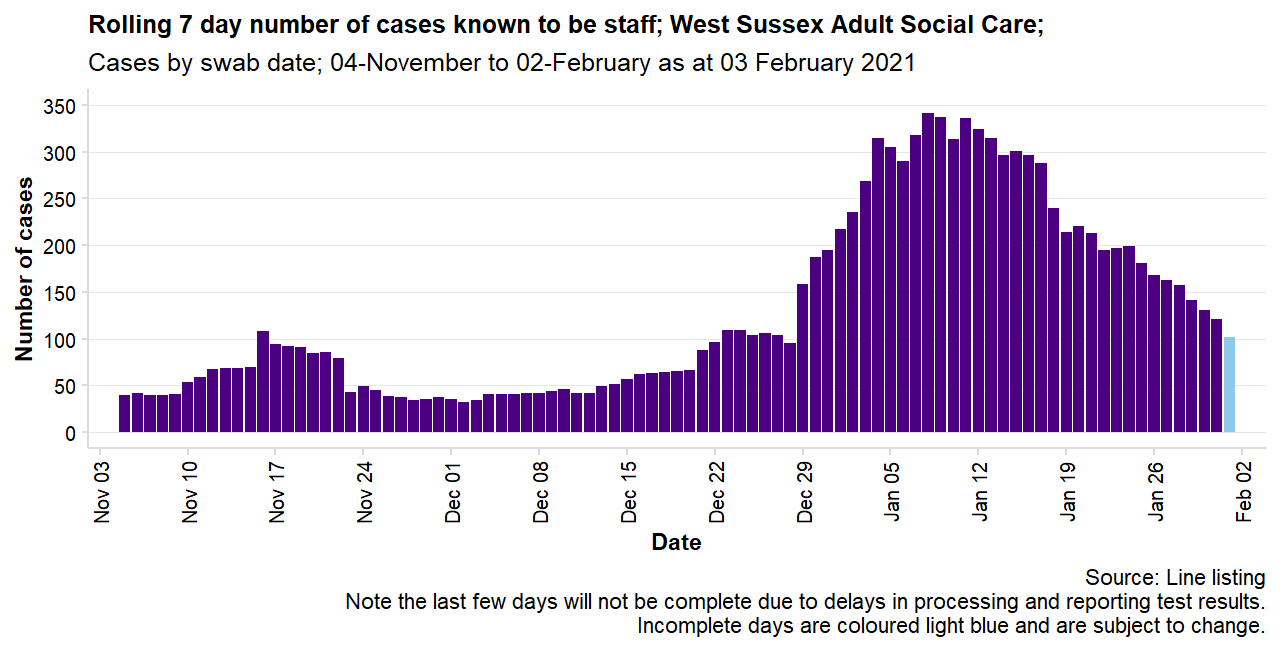 Rolling 7 day number of cases known to be staff; West Sussex Adult Social Care;
Cases by swab date; 04-November to 02-February as at 03 February 2021
Number of cases
350
300
250
200
150
100
50
0
Nov 03
Nov 10
Nov 17
Nov 24
Dec 01
Dec 08
Dec 15
Dec 22
Dec 29
Jan 05
Jan 12
Jan 19
Jan 26
Feb 02
Date
Source: Line listing
Note the last few days will not be complete due to delays in processing and reporting test results.
Incomplete days are coloured light blue and are subject to change.